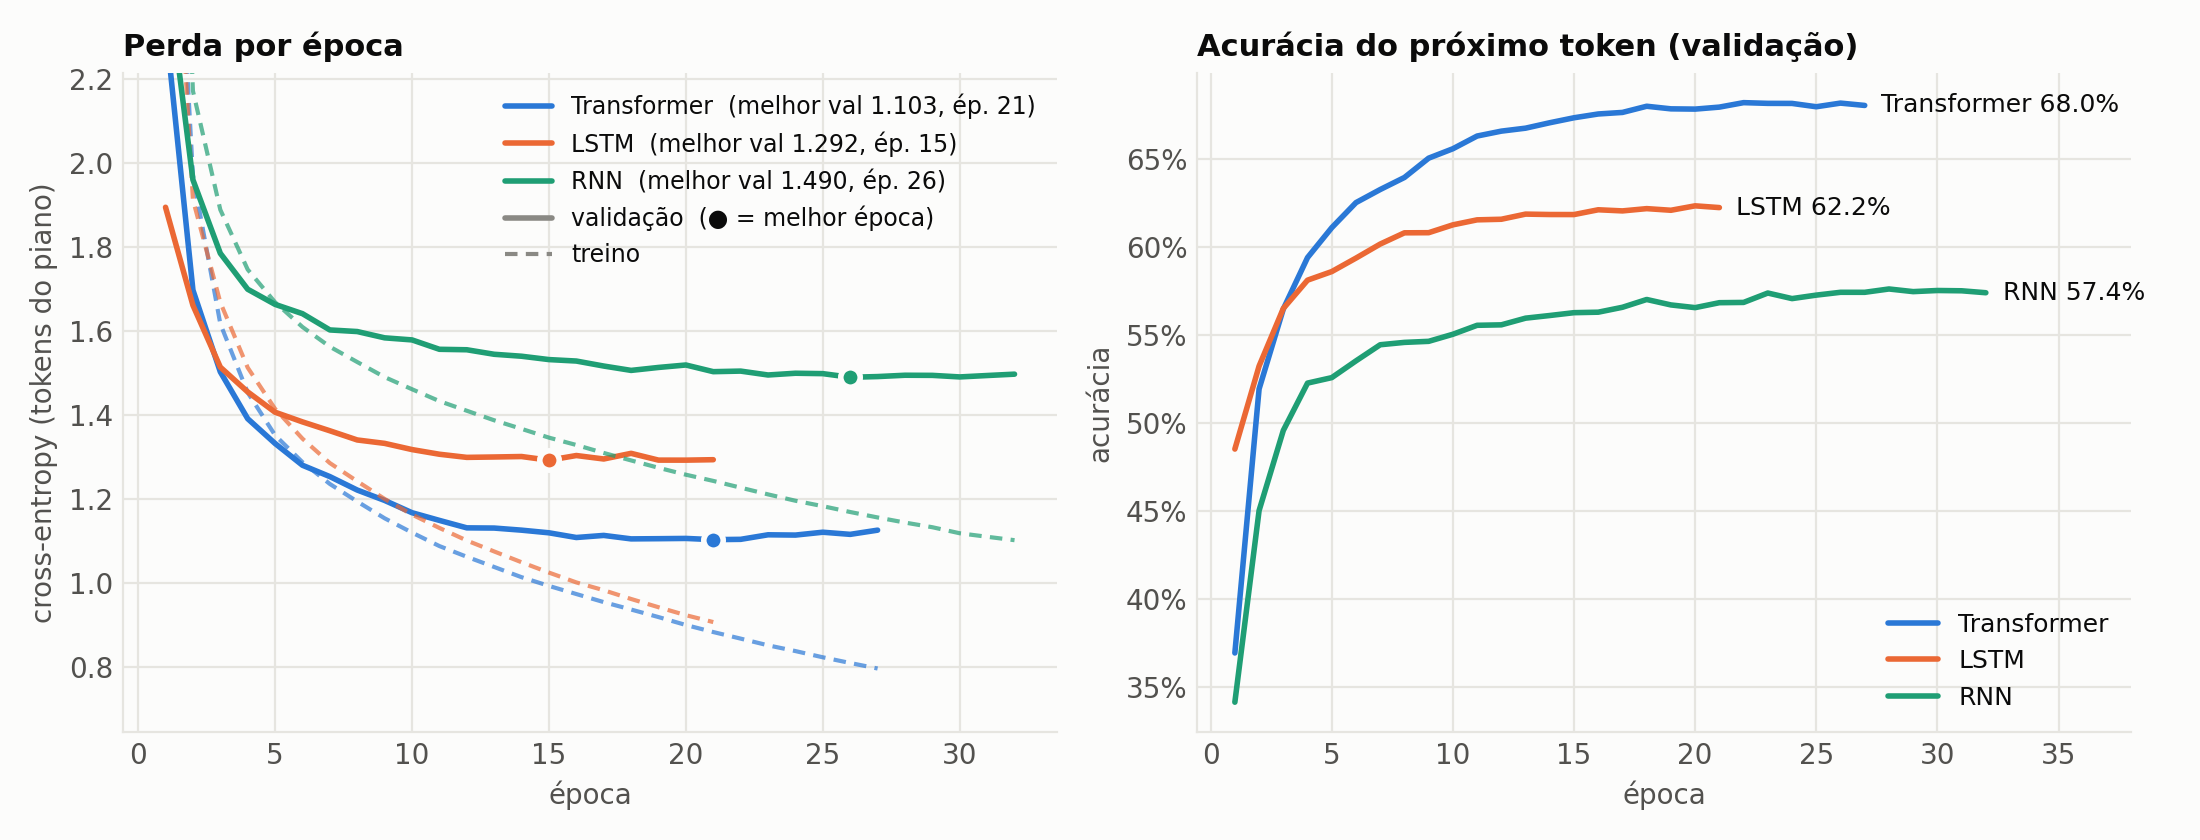 Perda por época
cross-entropy (tokens do piano)
2.2
2.0
1.8
1.6
1.4
1.2
1.0
0.8
Transformer  (melhor val 1.103, ép. 21)
LSTM  (melhor val 1.292, ép. 15)
RNN  (melhor val 1.490, ép. 26)
validação  (● = melhor época)
treino
0 5 10 15 20 25 30
época
Acurácia do próximo token (validação)
acurácia
65%
60%
55%
50%
45%
40%
35%
Transformer 68.0%
LSTM 62.2%
RNN 57.4%
Transformer
LSTM
RNN
0 5 10 15 20 25 30 35
época